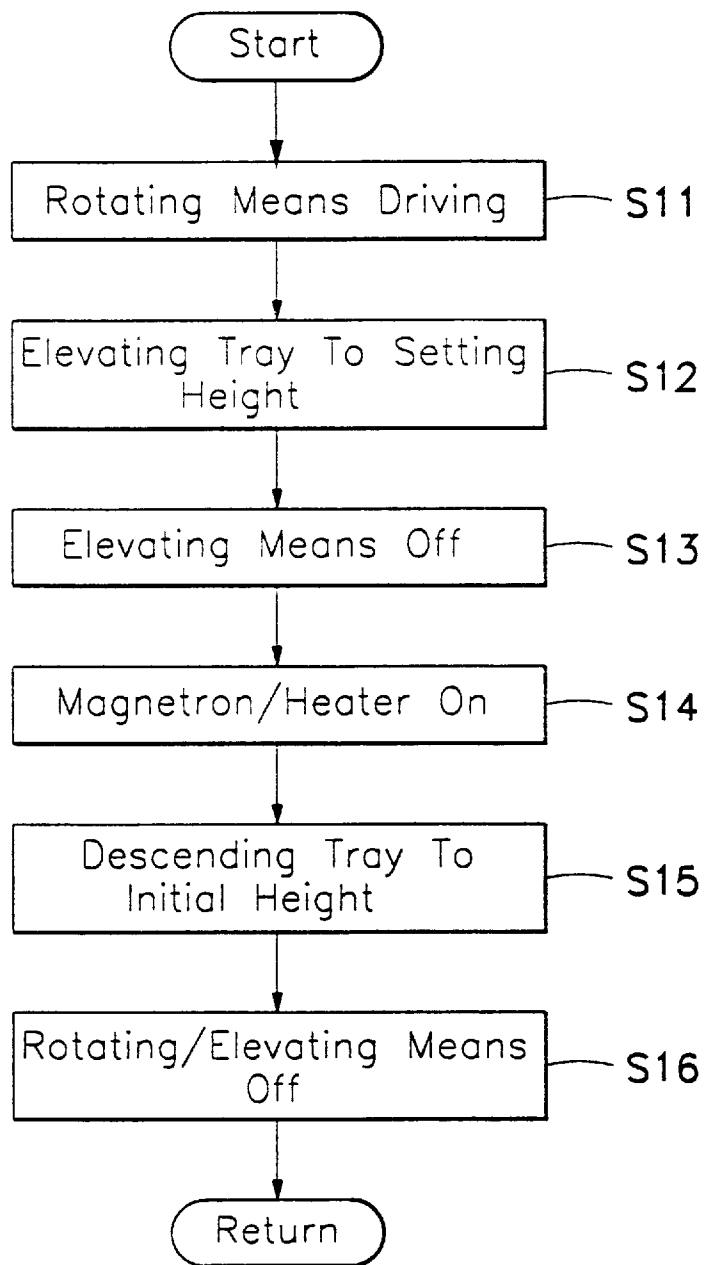 Start
Rotating Means Driving
S11
Elevating Tray To Setting
Height
S12
Elevating Means Off
S13
Magnetron/Heater On
S14
Descending Tray To
Initial Height
S15
Rotating/Elevating Means
Off
S16
Return